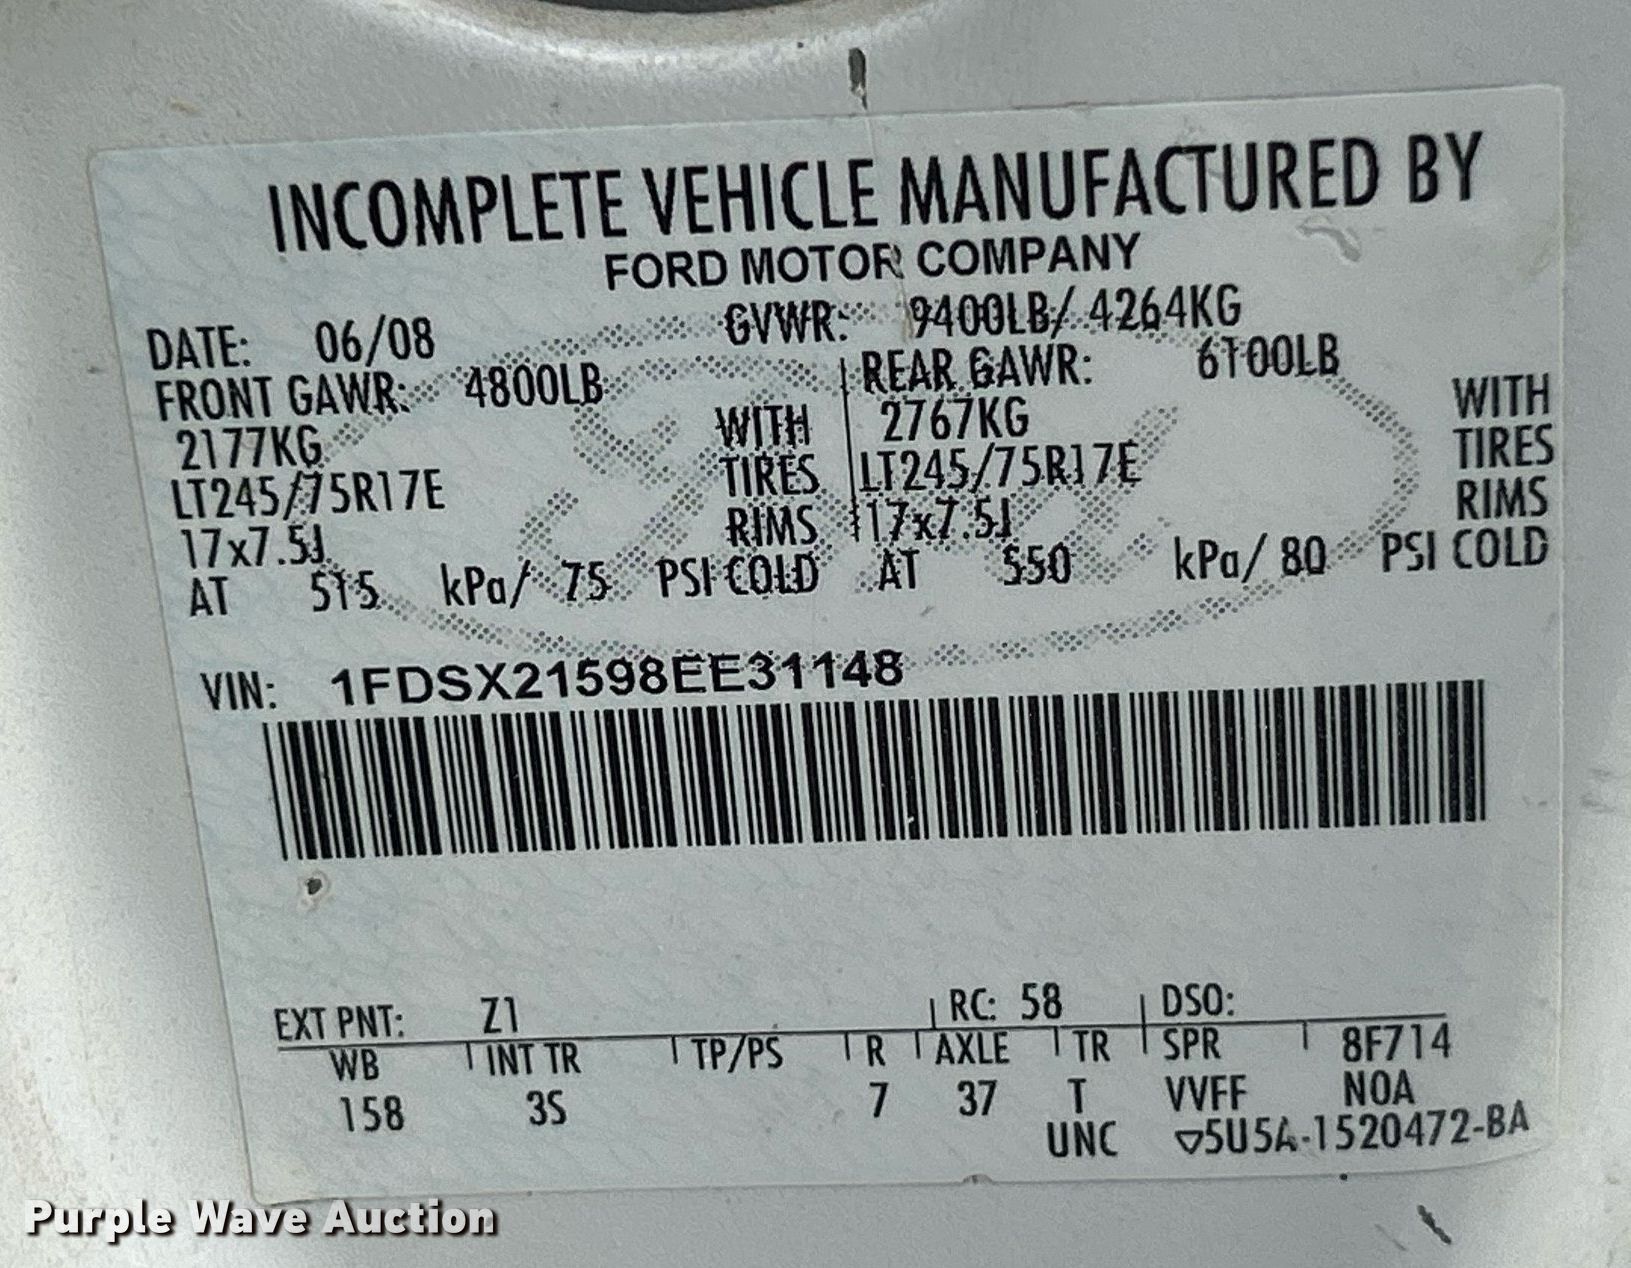 INCOMPLETE VEHICLE MANUFACTURED BY
FORD MOTOR COMPANY
DATE: 06/08 GVWR: 9400LB/ 4264KG
FRONT GAWR: 4800LB REAR GAWR: 6100LB
2177KG WITH 2767KG WITH
LT245/75R17E TIRES LT245/75R17E TIRES
17x7.5J RIMS 17x7.5J RIMS
AT 515 kPa/ 75 PSI COLD AT 550 kPa/ 80 PSI COLD
VIN: 1FDSX21598EE31148
EXT PNT: Z1 RC: 58 DSO:
WB INT TR TP/PS R AXLE TR SPR 8F714
158 3S 7 37 T VVFF NOA
UNC ▽5U5A-1520472-BA
Purple Wave Auction